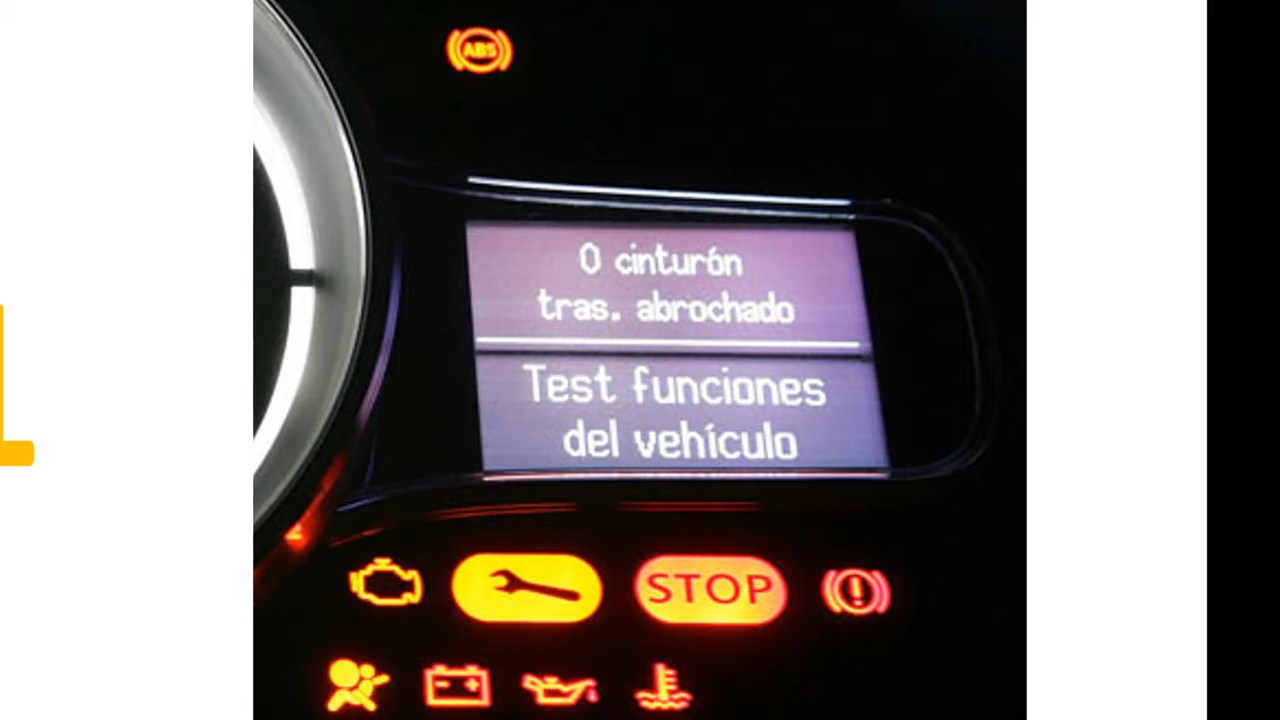 ABS
0 cinturón
tras. abrochado
Test funciones
del vehículo
STOP